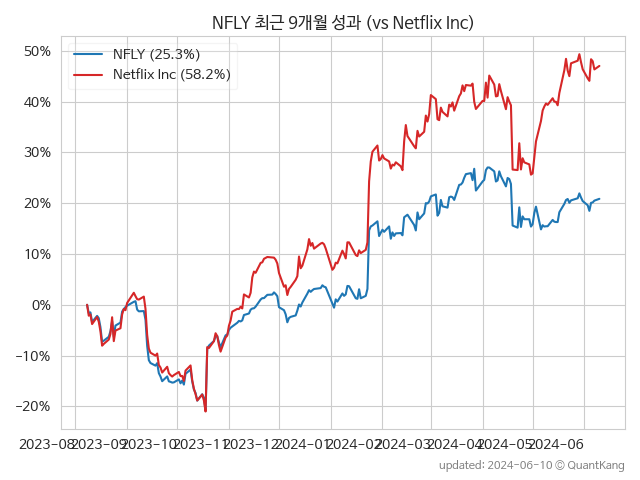 NFLY 최근 9개월 성과 (vs Netflix Inc)
NFLY (25.3%)
Netflix Inc (58.2%)
50%
40%
30%
20%
10%
0%
−10%
−20%
2023-08 2023-09 2023-10 2023-11 2023-12 2024-01 2024-02 2024-03 2024-04 2024-05 2024-06
updated: 2024-06-10 © QuantKang